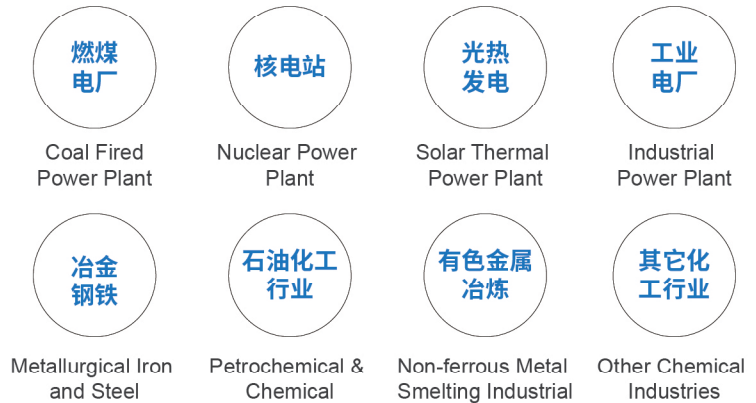 燃煤
电厂
Coal Fired
Power Plant
核电站
Nuclear Power
Plant
光热
发电
Solar Thermal
Power Plant
工业
电厂
Industrial
Power Plant
冶金
钢铁
Metallurgical Iron
and Steel
石油化工
行业
Petrochemical &
Chemical
有色金属
冶炼
Non-ferrous Metal
Smelting Industrial
其它化
工行业
Other Chemical
Industries